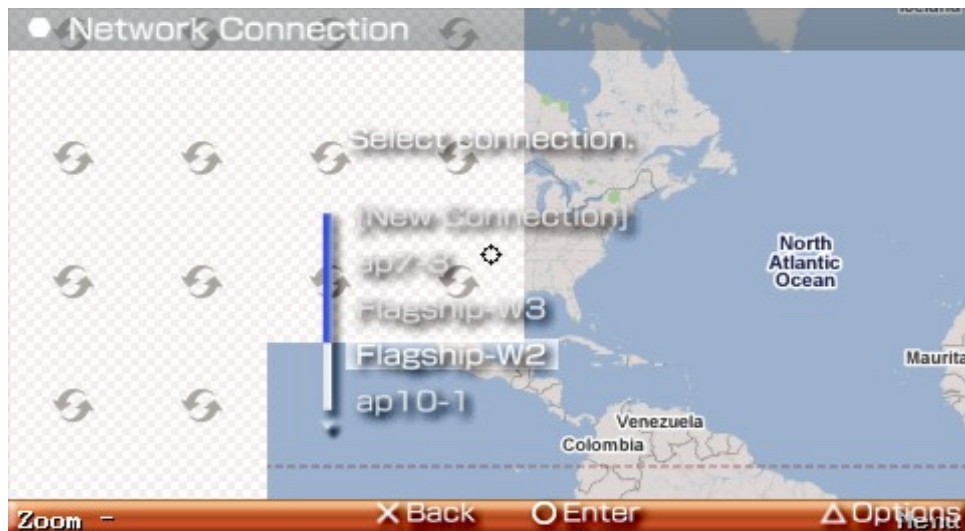 Network Connection
Select connection.
[New Connection]
ap7-3
Flagship-W3
Flagship-W2
ap10-1
North
Atlantic
Ocean
Maurita
Venezuela
Colombia
Zoom -
X Back
O Enter
△ Options
Menu